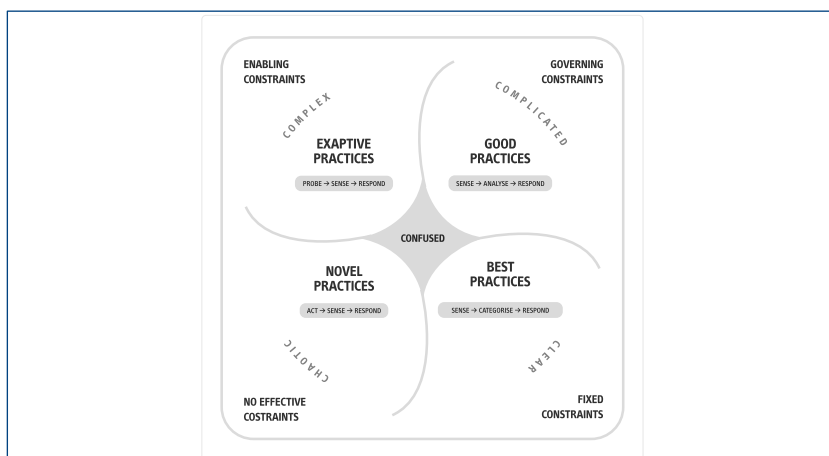 ENABLING
CONSTRAINTS
GOVERNING
CONSTRAINTS
COMPLEX
COMPLICATED
EXAPTIVE
PRACTICES
PROBE → SENSE → RESPOND
GOOD
PRACTICES
SENSE → ANALYSE → RESPOND
CONFUSED
NOVEL
PRACTICES
ACT → SENSE → RESPOND
BEST
PRACTICES
SENSE → CATEGORISE → RESPOND
CHAOTIC
CLEAR
NO EFFECTIVE
COSTRAINTS
FIXED
CONSTRAINTS